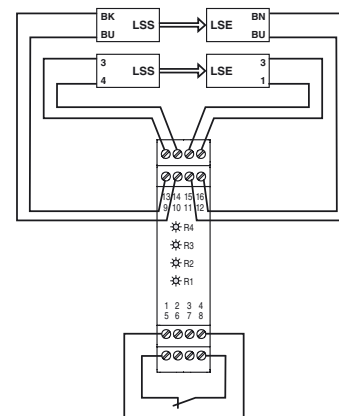 BK LSS LSE BN
BU BU
3 LSS LSE 3
4 1
13 14 15 16
9 10 11 12
R4
R3
R2
R1
1 2 3 4
5 6 7 8